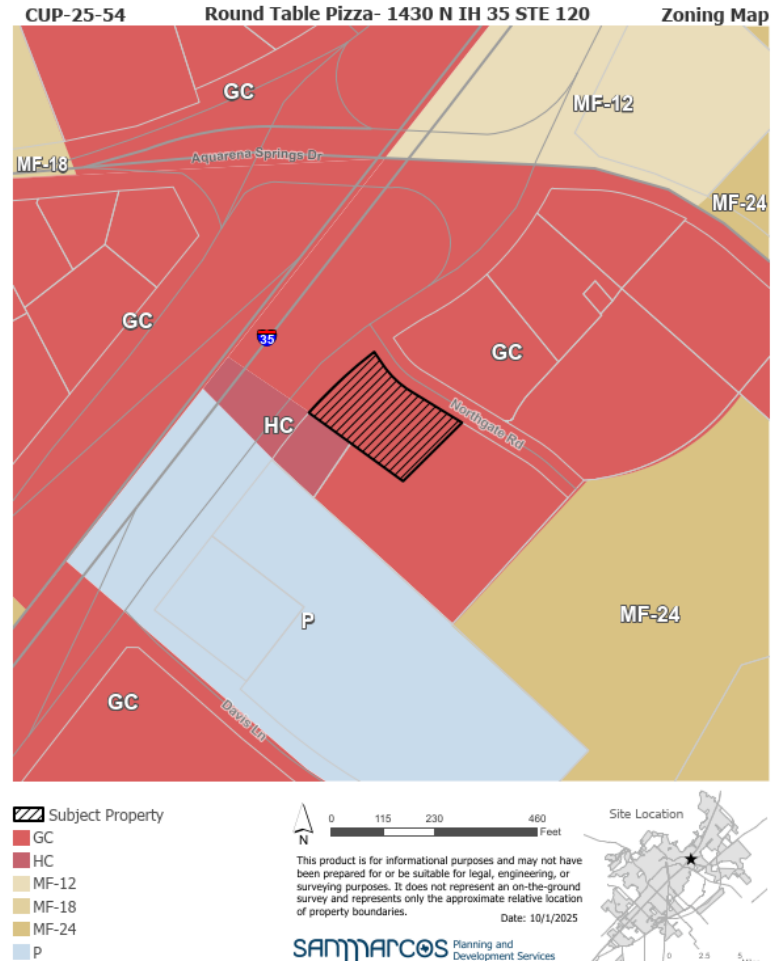 CUP-25-54 Round Table Pizza- 1430 N IH 35 STE 120 Zoning Map
GC
MF-12
Aquarena Springs Dr
MF-18
MF-24
GC
35
GC
HC
Northgate Rd
MF-24
P
GC
Davis Ln
Subject Property
GC
HC
MF-12
MF-18
MF-24
P
N
0 115 230 460
Feet
This product is for informational purposes and may not have
been prepared for or be suitable for legal, engineering, or
surveying purposes. It does not represent an on-the-ground
survey and represents only the approximate relative location
of property boundaries.
Date: 10/1/2025
SANMARCOS Planning and
Development Services
Site Location
0 2.5 5